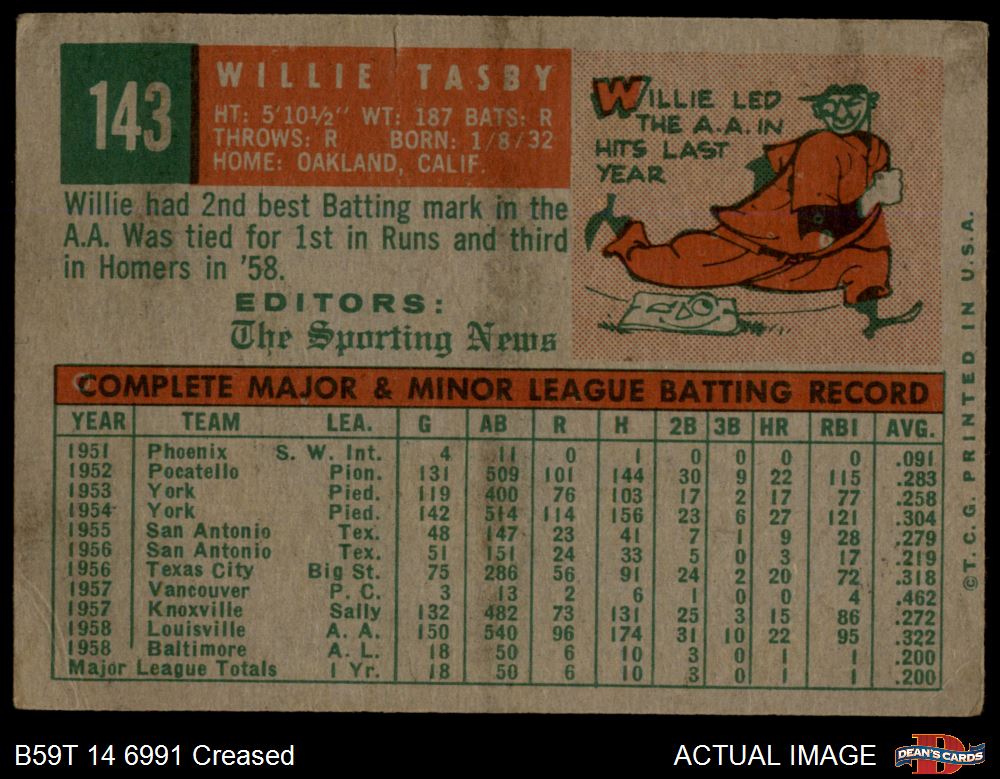 143
WILLIE TASBY
HT: 5'10½" WT: 187 BATS: R
THROWS: R BORN: 1/8/32
HOME: OAKLAND, CALIF.
Willie had 2nd best Batting mark in the
A.A. Was tied for 1st in Runs and third
in Homers in '58.
EDITORS:
The Sporting News
WILLIE LED
THE A.A. IN
HITS LAST
YEAR
COMPLETE MAJOR & MINOR LEAGUE BATTING RECORD
YEAR TEAM LEA. G AB R H 2B 3B HR RBI AVG.
1951 Phoenix S. W. Int. 4 11 0 1 0 0 0 0 .091
1952 Pocatello Pion. 131 509 101 144 30 9 22 115 .283
1953 York Pied. 119 400 76 103 17 2 17 77 .258
1954 York Pied. 142 514 114 156 23 6 27 121 .304
1955 San Antonio Tex. 48 147 23 41 7 1 9 28 .279
1956 San Antonio Tex. 51 151 24 33 5 0 3 17 .219
1956 Texas City Big St. 75 286 56 91 24 2 20 72 .318
1957 Vancouver P. C. 3 13 2 6 1 0 0 4 .462
1957 Knoxville Sally 132 482 73 131 25 3 15 86 .272
1958 Louisville A. A. 150 540 96 174 31 10 22 95 .322
1958 Baltimore A. L. 18 50 6 10 3 0 1 1 .200
Major League Totals 1 Yr. 18 50 6 10 3 0 1 1 .200
© T. C. G. PRINTED IN U.S.A.
B59T 14 6991 Creased
ACTUAL IMAGE
DEAN'S CARDS